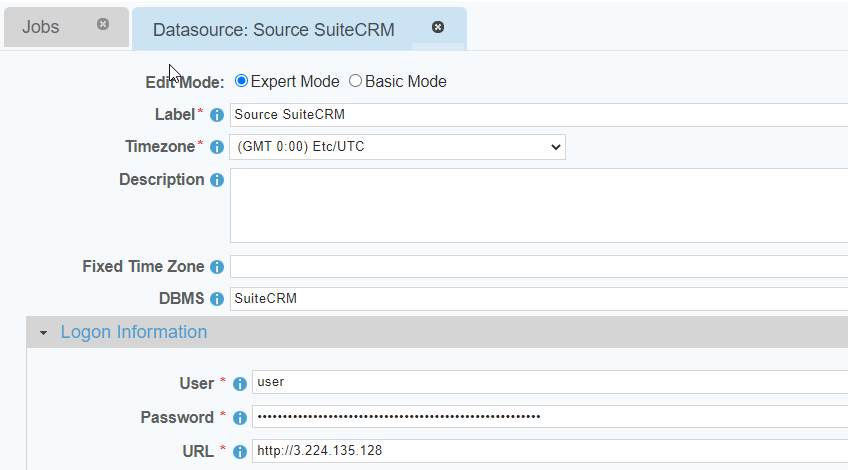 Jobs
Datasource: Source SuiteCRM
Edit Mode: Expert Mode Basic Mode
Label* Source SuiteCRM
Timezone* (GMT 0:00) Etc/UTC
Description
Fixed Time Zone
DBMS SuiteCRM
Logon Information
User * user
Password * ••••••••••••••••••••••••••••••••••••••••••••••••••••••••
URL * http://3.224.135.128